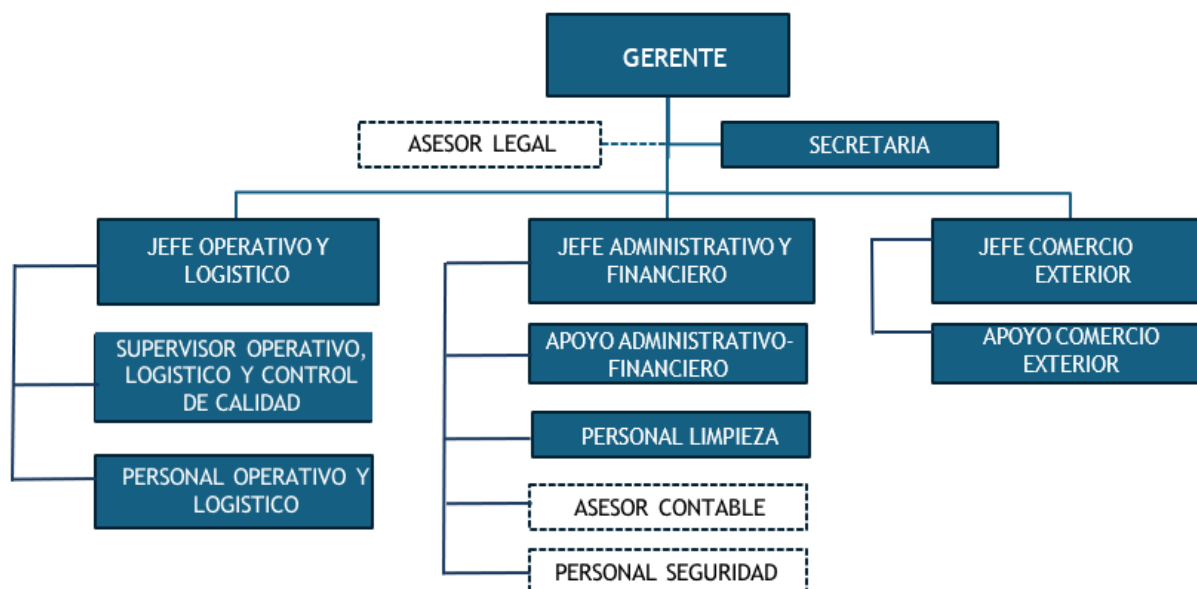 GERENTE
ASESOR LEGAL
SECRETARIA
JEFE OPERATIVO Y
LOGISTICO
SUPERVISOR OPERATIVO,
LOGISTICO Y CONTROL
DE CALIDAD
PERSONAL OPERATIVO Y
LOGISTICO
JEFE ADMINISTRATIVO Y
FINANCIERO
APOYO ADMINISTRATIVO-
FINANCIERO
PERSONAL LIMPIEZA
ASESOR CONTABLE
PERSONAL SEGURIDAD
JEFE COMERCIO
EXTERIOR
APOYO COMERCIO
EXTERIOR